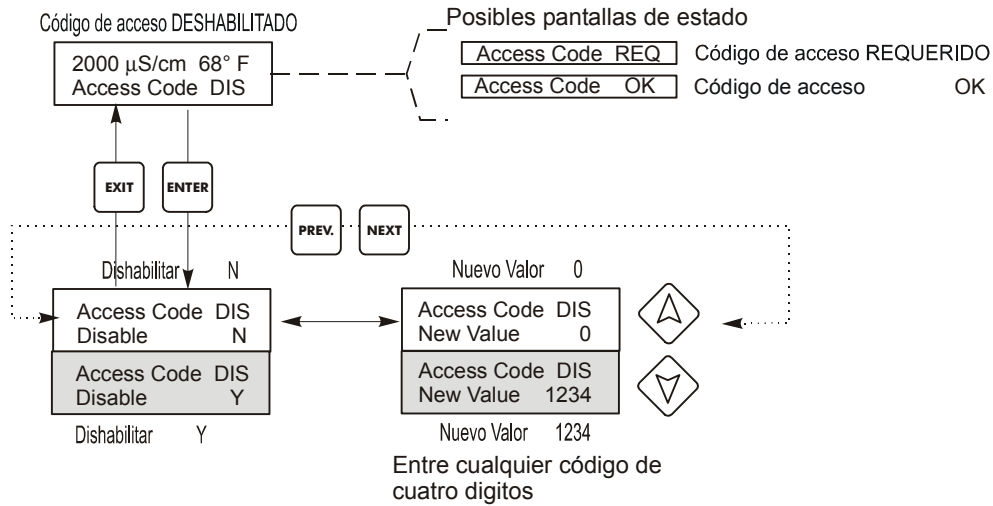 Código de acceso DESHABILITADO
2000 µS/cm 68° F
Access Code DIS
Posibles pantallas de estado
Access Code REQ Código de acceso REQUERIDO
Access Code OK Código de acceso OK
EXIT ENTER
PREV. NEXT
Dishabilitar N
Access Code DIS
Disable N
Access Code DIS
Disable Y
Dishabilitar Y
Nuevo Valor 0
Access Code DIS
New Value 0
Access Code DIS
New Value 1234
Nuevo Valor 1234
Entre cualquier código de
cuatro digitos